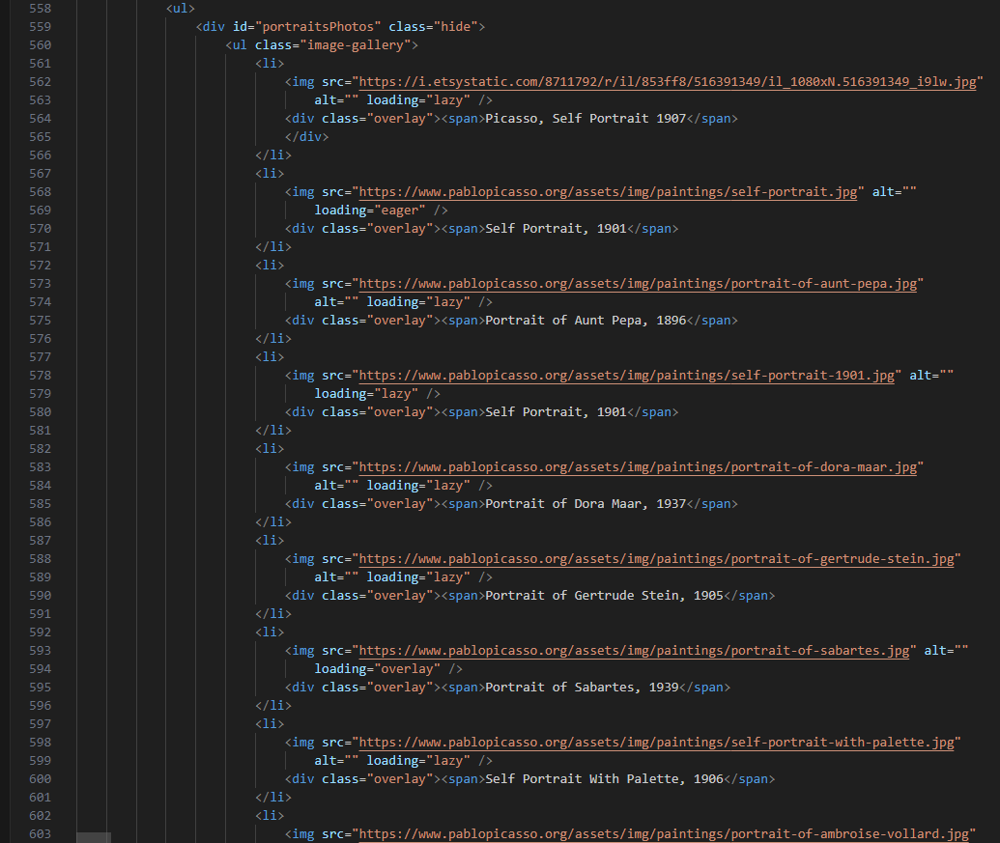 558 <ul>
559 <div id="portraitsPhotos" class="hide">
560 <ul class="image-gallery">
561 <li>
562 <img src="https://i.etsystatic.com/8711792/r/il/853ff8/516391349/il_1080xN.516391349_i9lw.jpg"
563 alt="" loading="lazy" />
564 <div class="overlay"><span>Picasso, Self Portrait 1907</span>
565 </div>
566 </li>
567 <li>
568 <img src="https://www.pablopicasso.org/assets/img/paintings/self-portrait.jpg" alt=""
569 loading="eager" />
570 <div class="overlay"><span>Self Portrait, 1901</span>
571 </li>
572 <li>
573 <img src="https://www.pablopicasso.org/assets/img/paintings/portrait-of-aunt-pepa.jpg"
574 alt="" loading="lazy" />
575 <div class="overlay"><span>Portrait of Aunt Pepa, 1896</span>
576 </li>
577 <li>
578 <img src="https://www.pablopicasso.org/assets/img/paintings/self-portrait-1901.jpg" alt=""
579 loading="lazy" />
580 <div class="overlay"><span>Self Portrait, 1901</span>
581 </li>
582 <li>
583 <img src="https://www.pablopicasso.org/assets/img/paintings/portrait-of-dora-maar.jpg"
584 alt="" loading="lazy" />
585 <div class="overlay"><span>Portrait of Dora Maar, 1937</span>
586 </li>
587 <li>
588 <img src="https://www.pablopicasso.org/assets/img/paintings/portrait-of-gertrude-stein.jpg"
589 alt="" loading="lazy" />
590 <div class="overlay"><span>Portrait of Gertrude Stein, 1905</span>
591 </li>
592 <li>
593 <img src="https://www.pablopicasso.org/assets/img/paintings/portrait-of-sabartes.jpg" alt=""
594 loading="overlay" />
595 <div class="overlay"><span>Portrait of Sabartes, 1939</span>
596 </li>
597 <li>
598 <img src="https://www.pablopicasso.org/assets/img/paintings/self-portrait-with-palette.jpg"
599 alt="" loading="lazy" />
600 <div class="overlay"><span>Self Portrait With Palette, 1906</span>
601 </li>
602 <li>
603 <img src="https://www.pablopicasso.org/assets/img/paintings/portrait-of-ambroise-vollard.jpg"